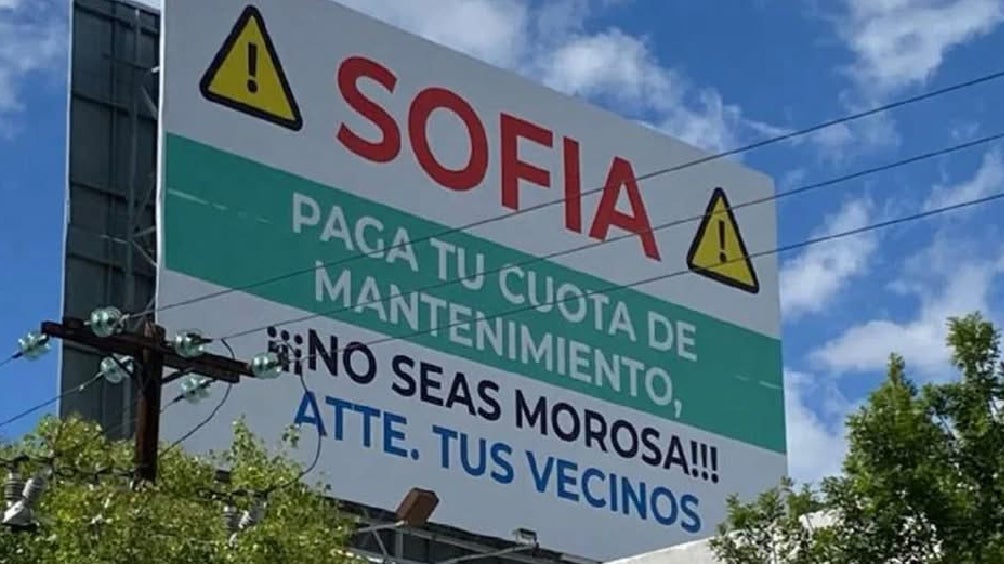 SOFIA
PAGA TU CUOTA DE
MANTENIMIENTO,
¡¡¡NO SEAS MOROSA!!!
ATTE. TUS VECINOS